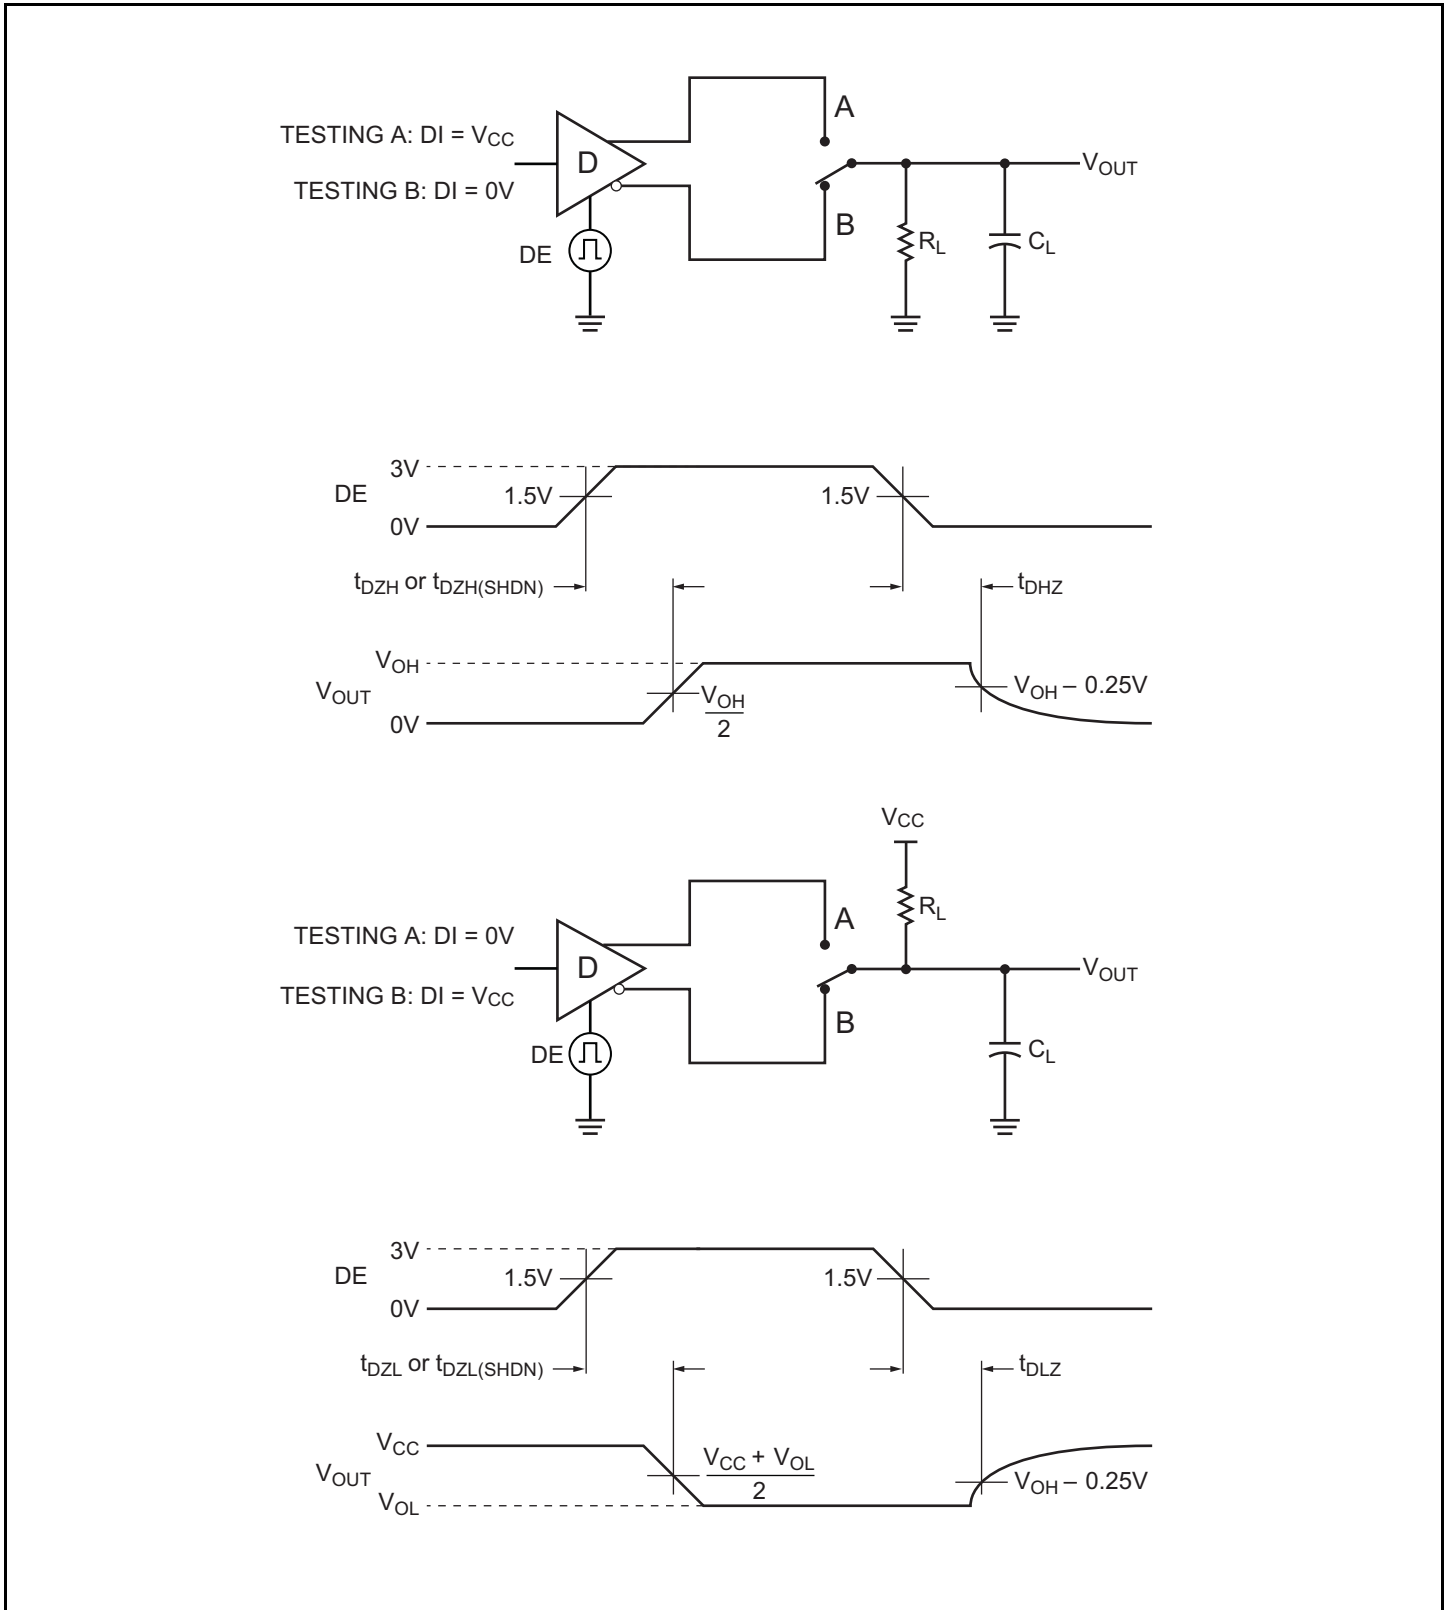 A
TESTING A: DI = VCC
D
VOUT
TESTING B: DI = 0V
B
RL
CL
DE
3V
DE
1.5V
1.5V
0V
tDZH or tDZH(SHDN)
tDHZ
VOH
VOUT
VOH
2
VOH – 0.25V
0V
VCC
A
RL
TESTING A: DI = 0V
D
VOUT
TESTING B: DI = VCC
B
DE
CL
3V
DE
1.5V
1.5V
0V
tDZL or tDZL(SHDN)
tDLZ
VCC
VOUT
VCC + VOL
2
VOH – 0.25V
VOL